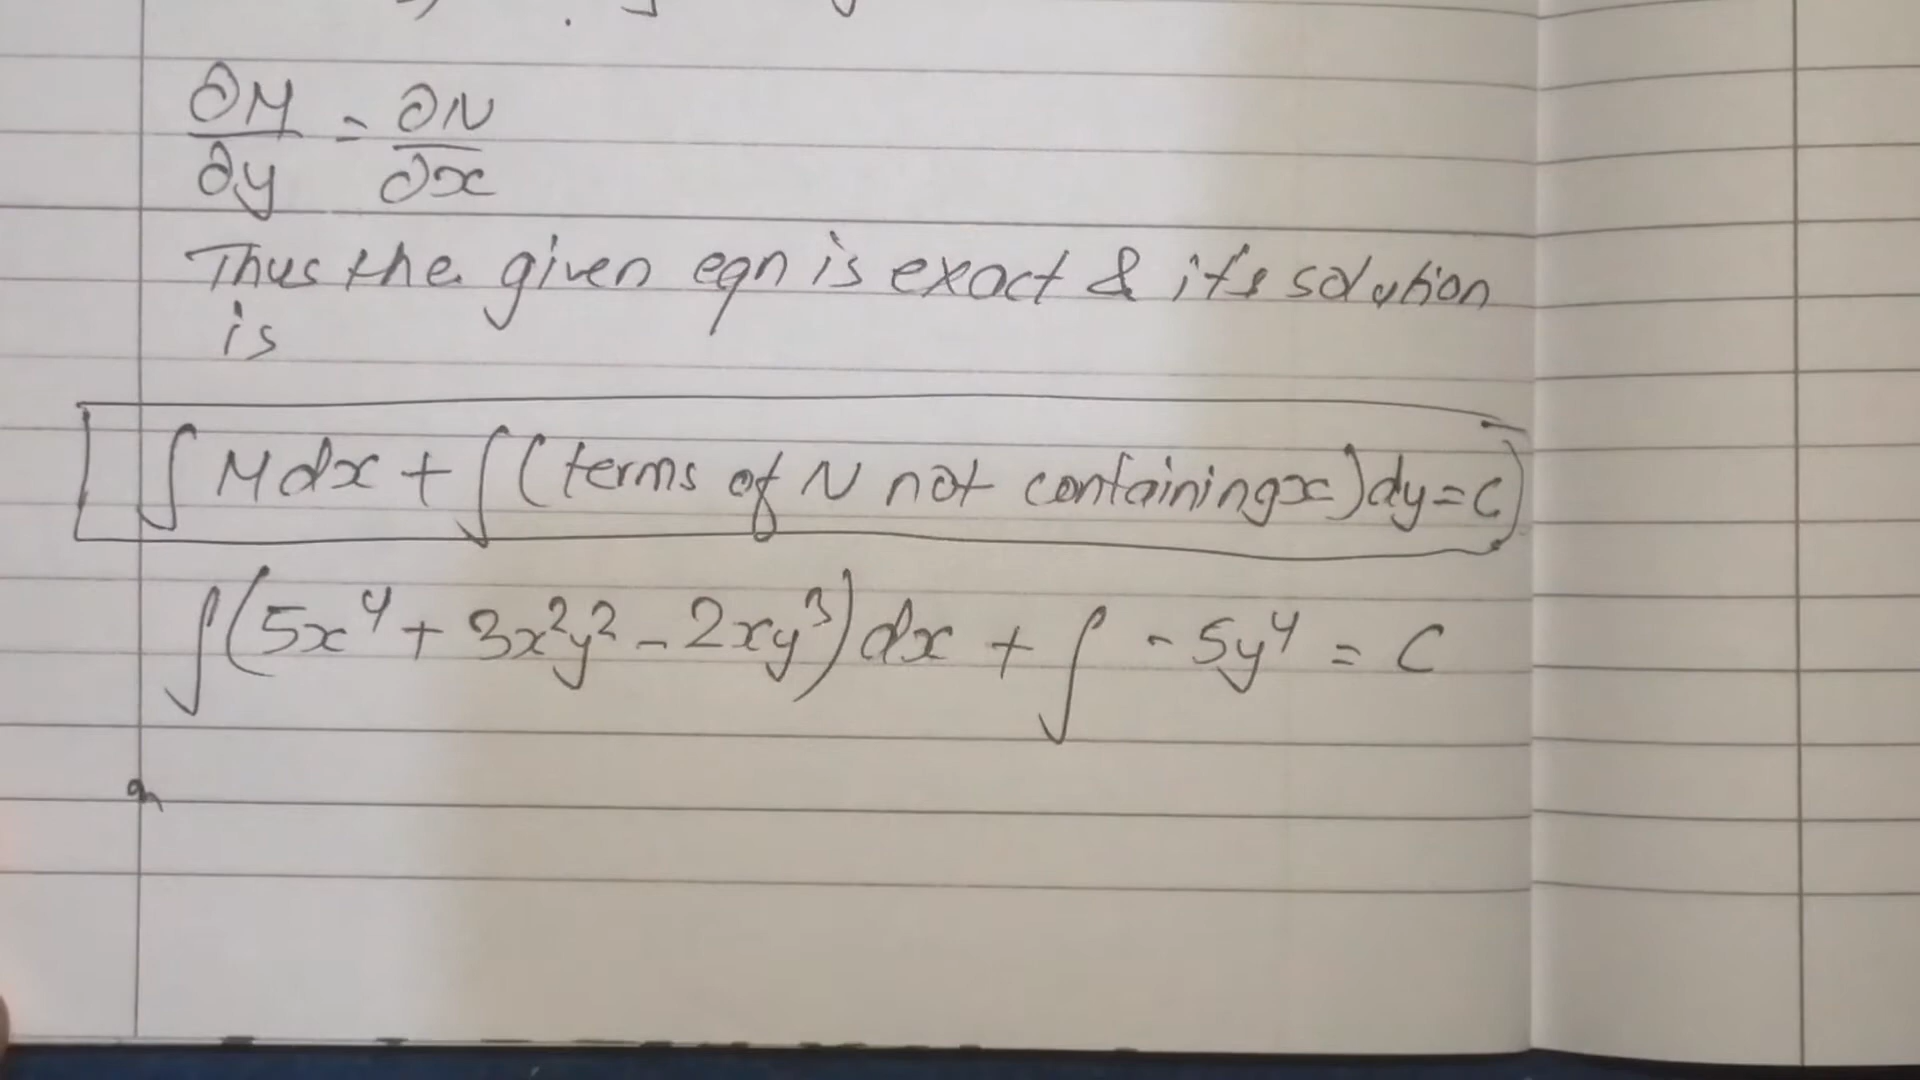 ∂M/∂y = ∂N/∂x
Thus the given eqn is exact & its solution
is
∫ M dx + ∫ (terms of N not containing x) dy = C
∫ (5x⁴ + 3x²y² - 2xy³) dx + ∫ - 5y⁴ = C